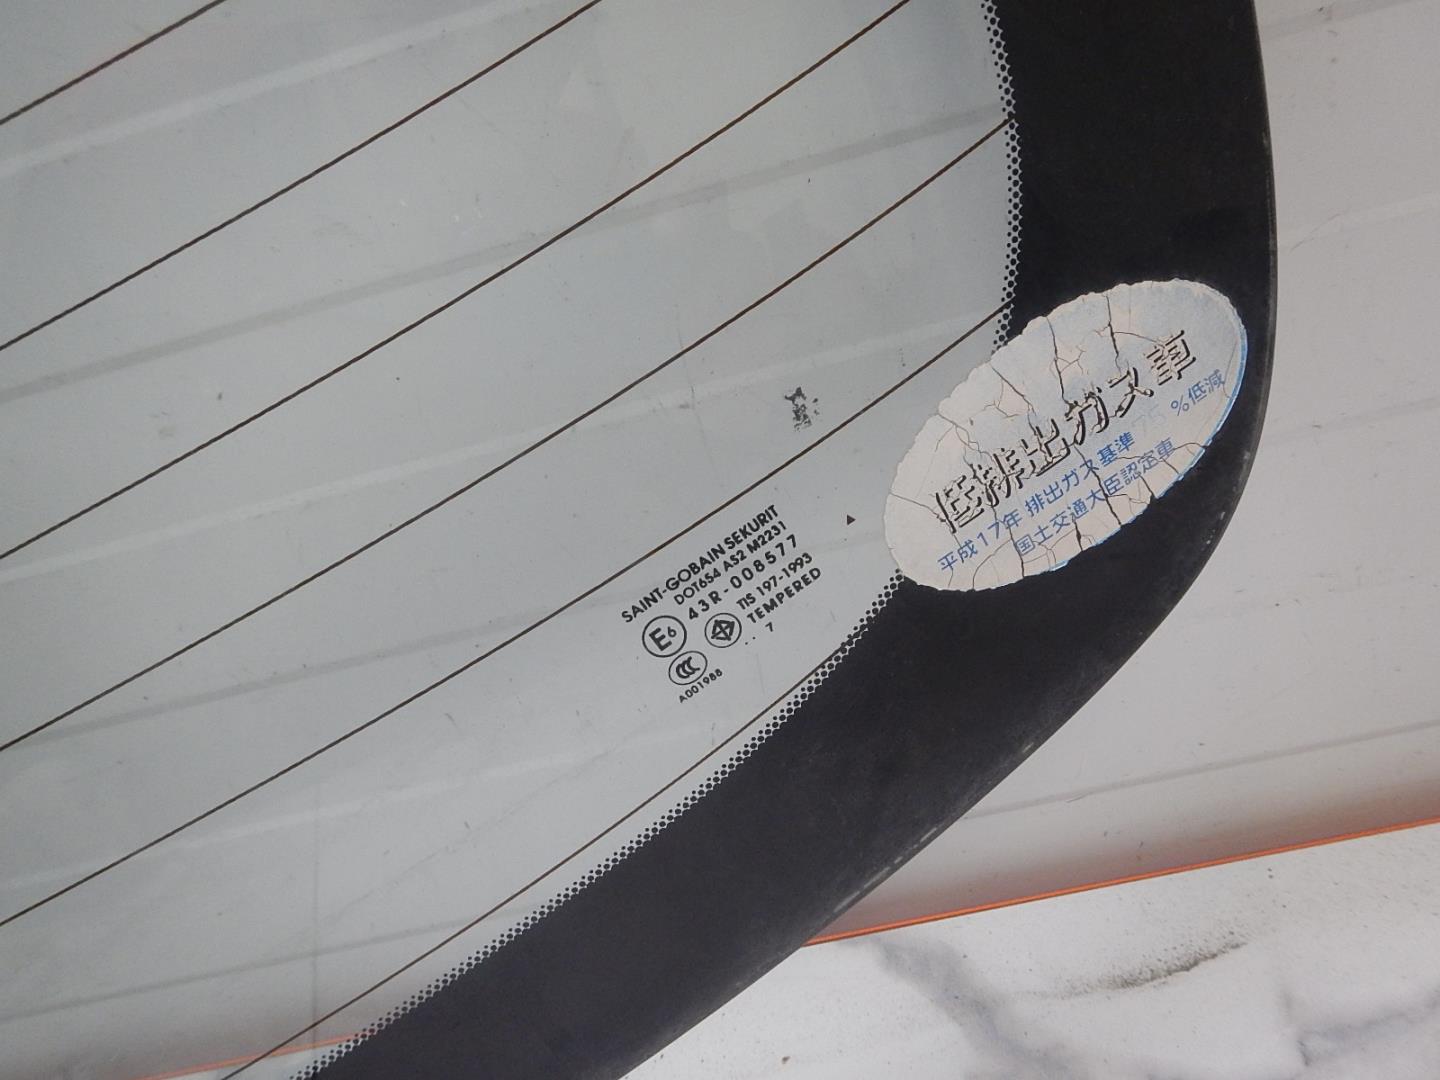 SAINT-GOBAIN SEKURIT
DOT654 AS2 M2231
43R-008577
E6
TIS 197-1993
TEMPERED
.. 7
CCC
A001988
低排出ガス車
平成17年 排出ガス基準 75 %低減
国土交通大臣認定車